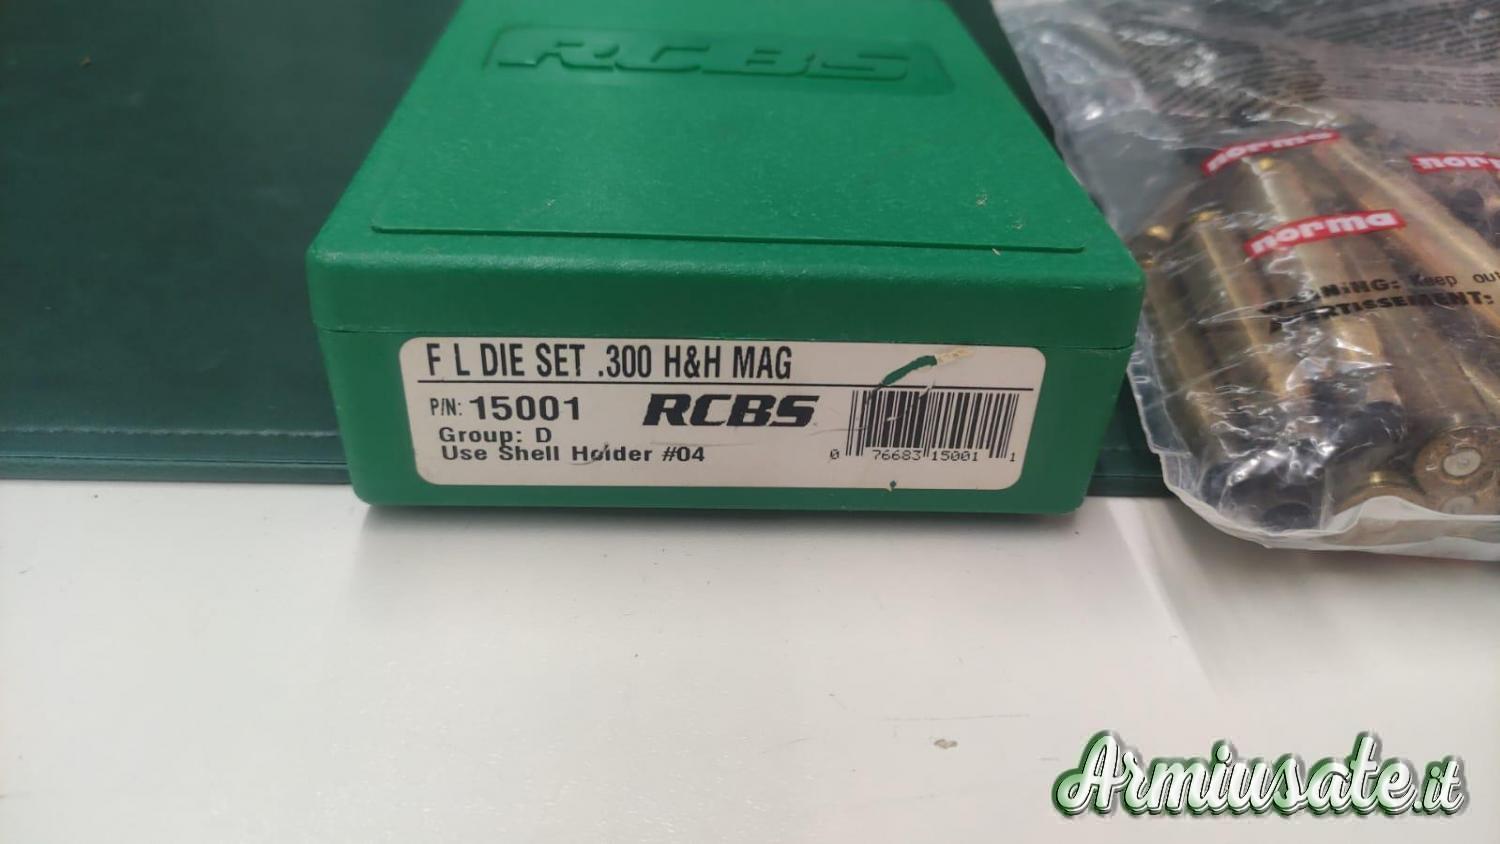 RCBS
F L DIE SET .300 H&H MAG
P/N: 15001
RCBS
Group: D
Use Shell Holder #04
0 76683 15001 1
norma
norma
norma
WARNING: Keep out
AVERTISSEMENT:
Armiusate.it